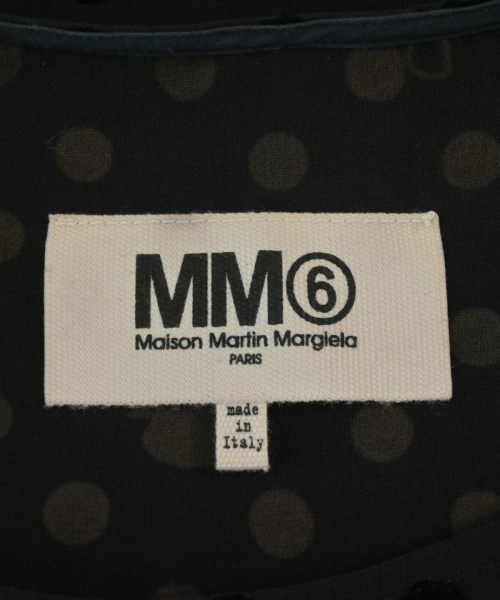 MM⑥
Maison Martin Margiela
PARIS
made
in
Italy